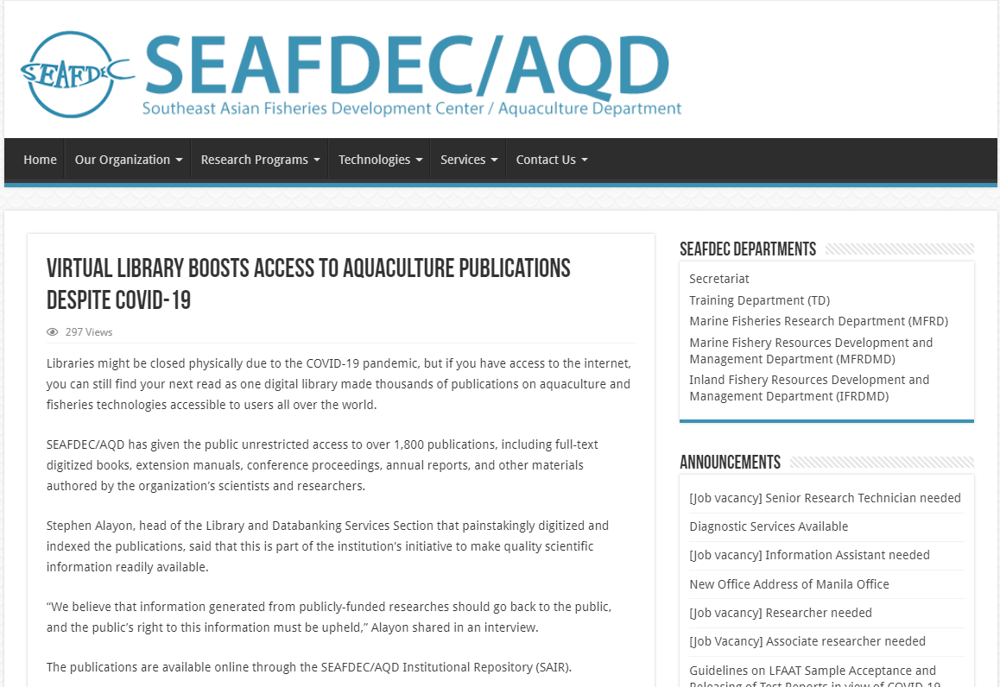 SEAFDEC
SEAFDEC/AQD
Southeast Asian Fisheries Development Center / Aquaculture Department
Home Our Organization Research Programs Technologies Services Contact Us
VIRTUAL LIBRARY BOOSTS ACCESS TO AQUACULTURE PUBLICATIONS
DESPITE COVID-19
297 Views
Libraries might be closed physically due to the COVID-19 pandemic, but if you have access to the internet,
you can still find your next read as one digital library made thousands of publications on aquaculture and
fisheries technologies accessible to users all over the world.
SEAFDEC/AQD has given the public unrestricted access to over 1,800 publications, including full-text
digitized books, extension manuals, conference proceedings, annual reports, and other materials
authored by the organization’s scientists and researchers.
Stephen Alayon, head of the Library and Databanking Services Section that painstakingly digitized and
indexed the publications, said that this is part of the institution’s initiative to make quality scientific
information readily available.
“We believe that information generated from publicly-funded researches should go back to the public,
and the public’s right to this information must be upheld,” Alayon shared in an interview.
The publications are available online through the SEAFDEC/AQD Institutional Repository (SAIR).
SEAFDEC DEPARTMENTS
Secretariat
Training Department (TD)
Marine Fisheries Research Department (MFRD)
Marine Fishery Resources Development and
Management Department (MFRDMD)
Inland Fishery Resources Development and
Management Department (IFRDMD)
ANNOUNCEMENTS
[Job vacancy] Senior Research Technician needed
Diagnostic Services Available
[Job vacancy] Information Assistant needed
New Office Address of Manila Office
[Job vacancy] Researcher needed
[Job Vacancy] Associate researcher needed
Guidelines on LFAAT Sample Acceptance and
Releasing of Test Reports in view of COVID-19